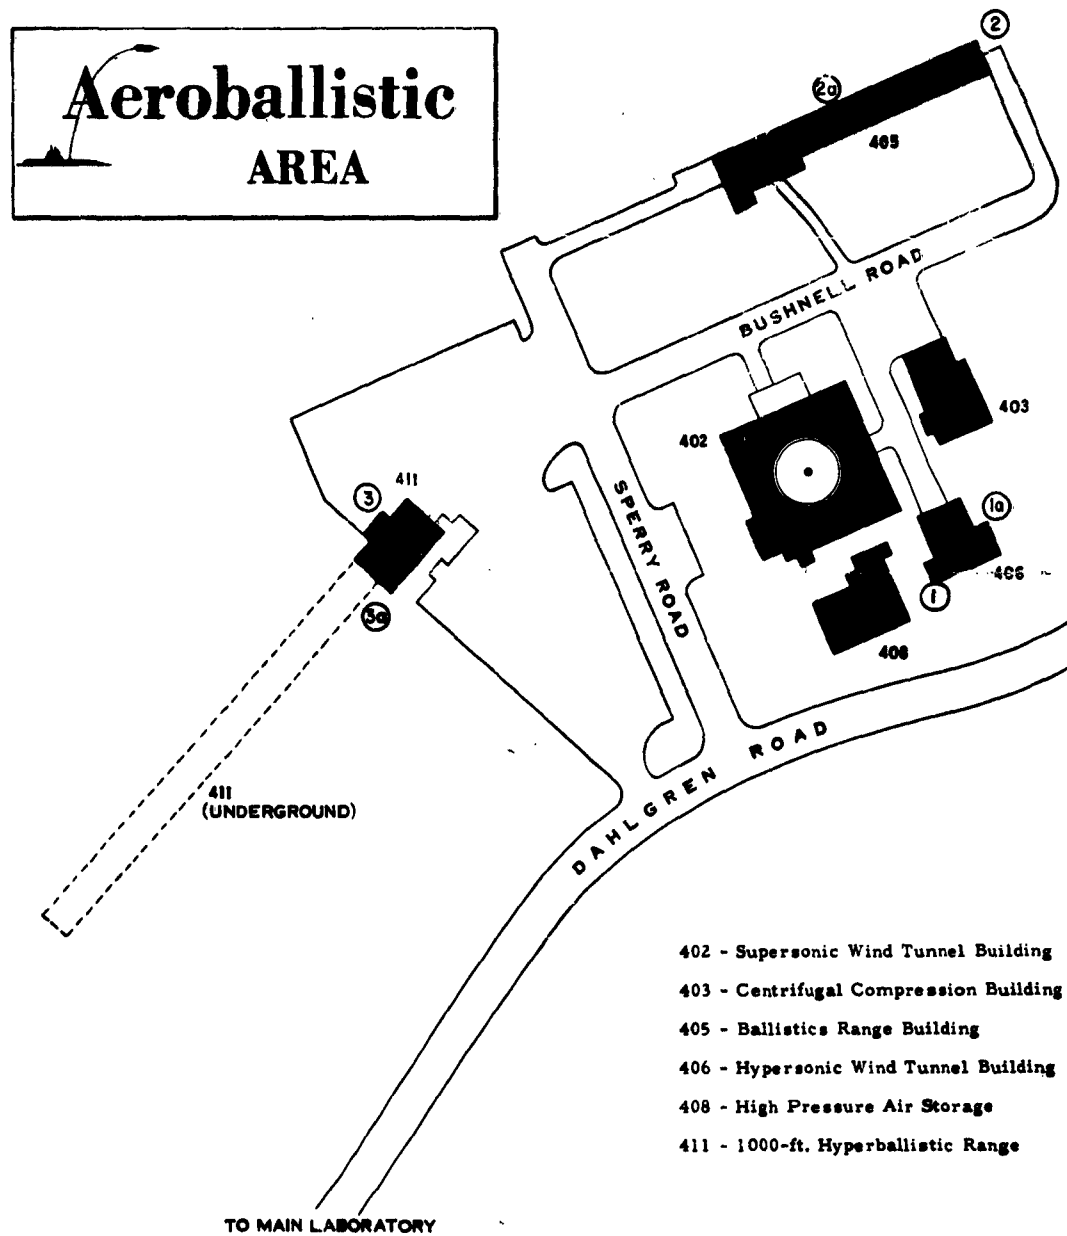 Aeroballistic
AREA
2
2a
405
BUSHNELL ROAD
403
402
411
3
SPERRY ROAD
1a
406
1
3a
408
DAHLGREN ROAD
411
(UNDERGROUND)
402 - Supersonic Wind Tunnel Building
403 - Centrifugal Compression Building
405 - Ballistics Range Building
406 - Hypersonic Wind Tunnel Building
408 - High Pressure Air Storage
411 - 1000-ft. Hyperballistic Range
TO MAIN LABORATORY